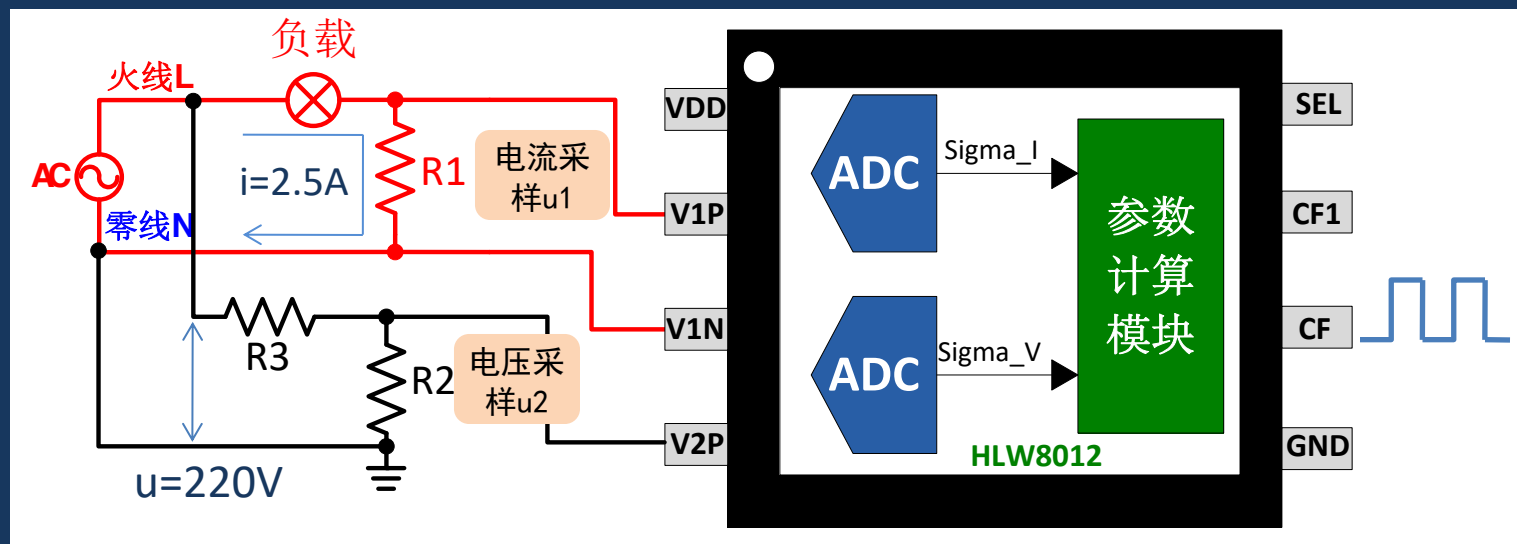 负载
火线L
AC
i=2.5A
R1
电流采
样u1
零线N
R3
R2
电压采
样u2
u=220V
VDD
V1P
V1N
V2P
ADC
Sigma_I
ADC
Sigma_V
参数
计算
模块
HLW8012
SEL
CF1
CF
GND